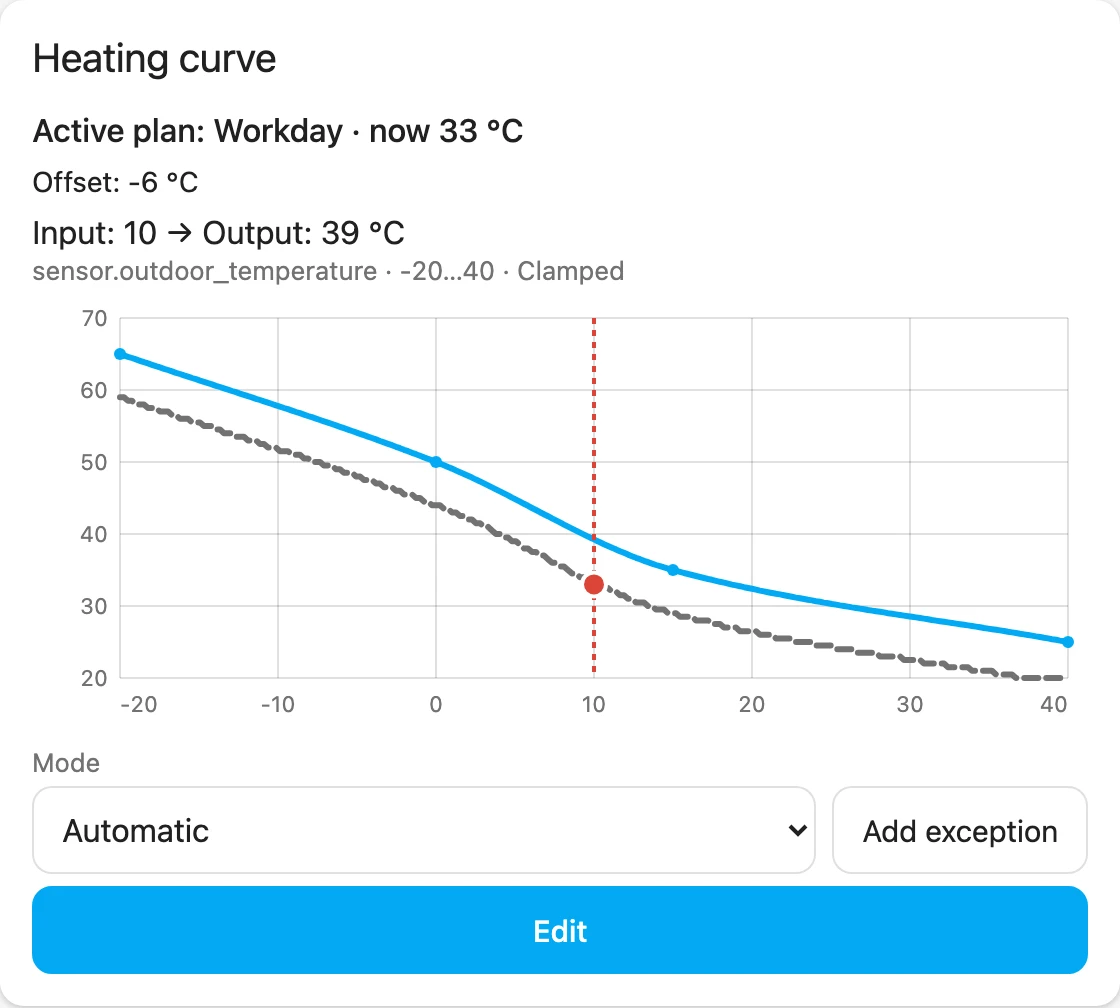 Heating curve
Active plan: Workday · now 33 °C
Offset: -6 °C
Input: 10 → Output: 39 °C
sensor.outdoor_temperature · -20…40 · Clamped
70
60
50
40
30
20
-20 -10 0 10 20 30 40
Mode
Automatic
Add exception
Edit